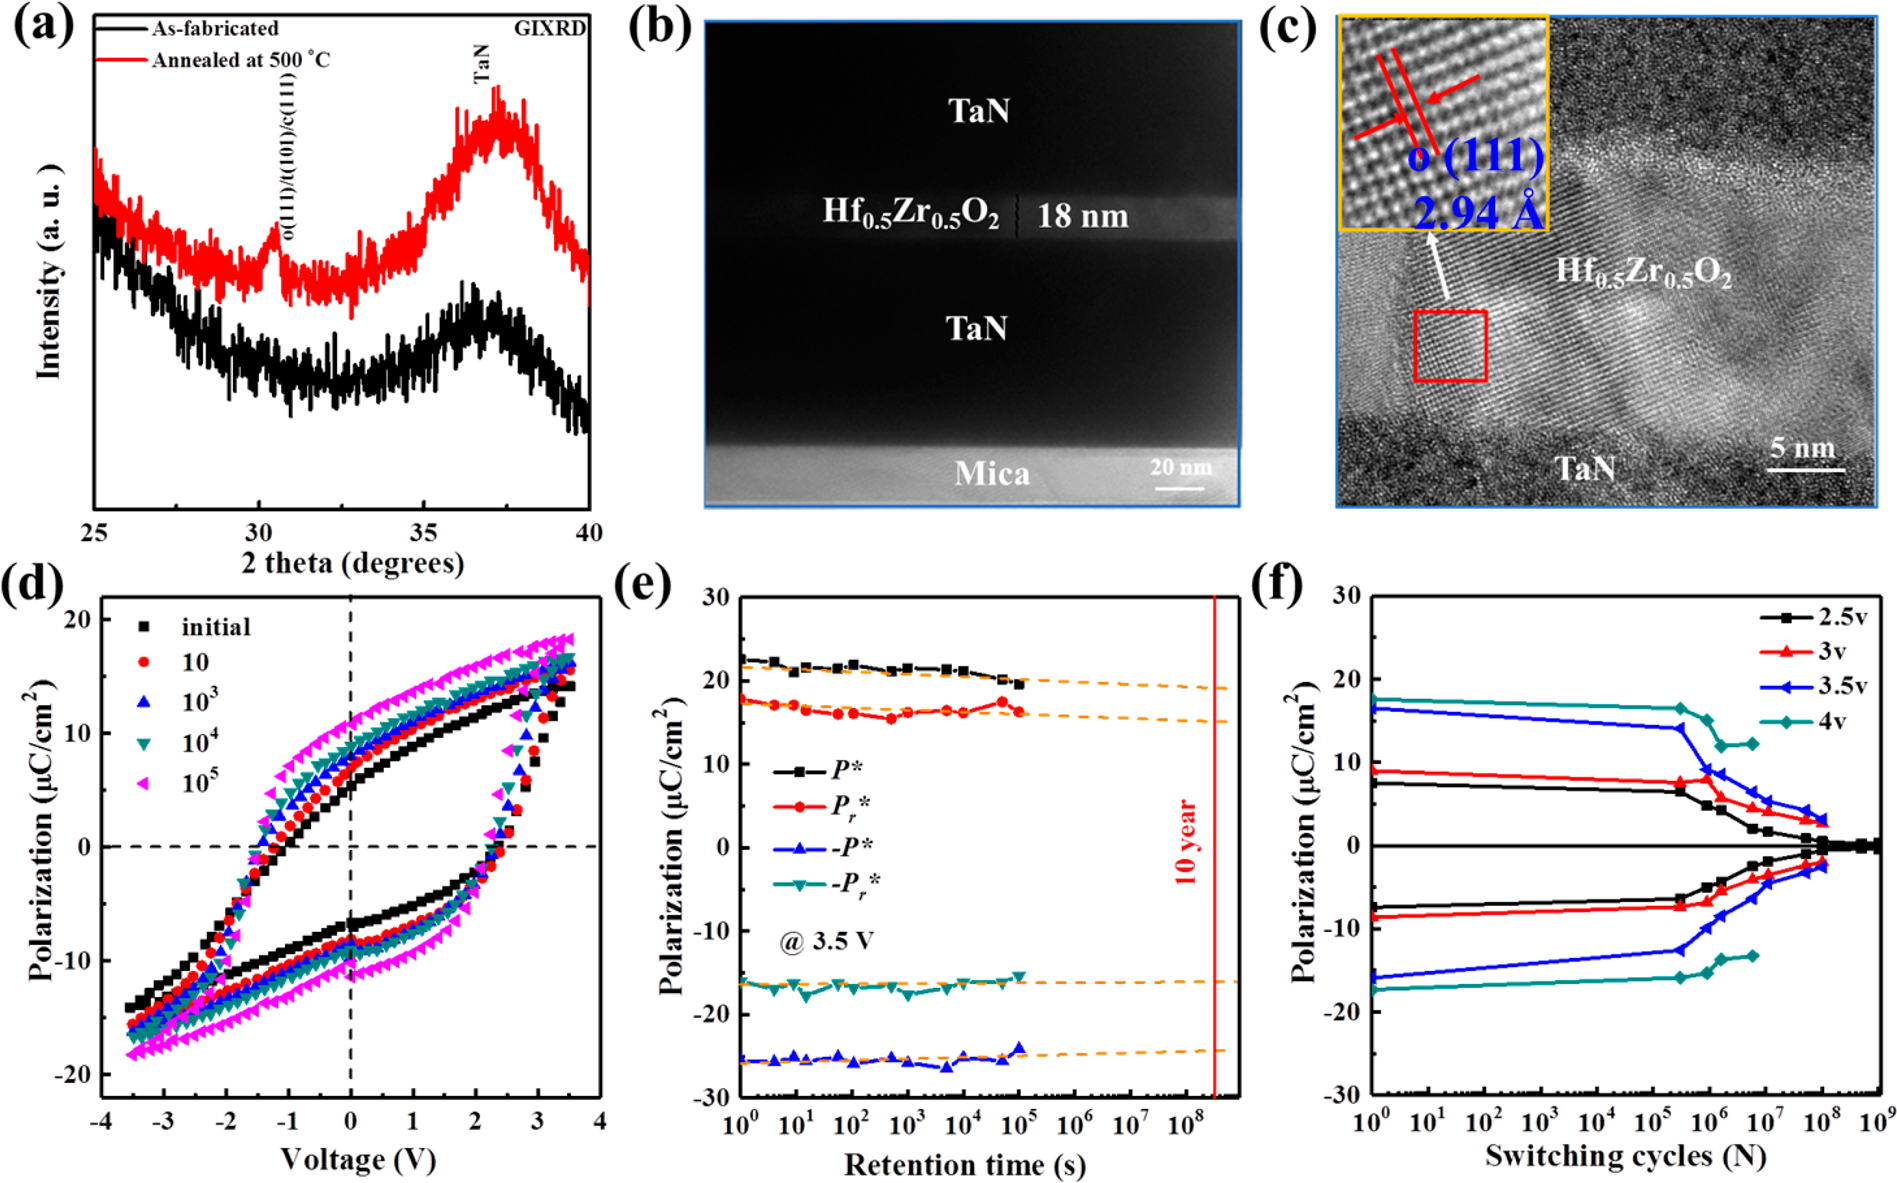 (a)
As-fabricated
GIXRD
Annealed at 500 °C
o(111)/t(101)/c(111)
TaN
Intensity (a. u. )
25 30 35 40
2 theta (degrees)
(b)
TaN
Hf0.5Zr0.5O2
18 nm
TaN
Mica
20 nm
(c)
o (111)
2.94 Å
Hf0.5Zr0.5O2
TaN
5 nm
(d)
Polarization (μC/cm²)
20
10
0
-10
-20
initial
10
10³
10⁴
10⁵
-4 -3 -2 -1 0 1 2 3 4
Voltage (V)
(e)
Polarization (μC/cm²)
30
20
10
0
-10
-20
-30
P*
Pr*
-P*
-Pr*
@ 3.5 V
10 year
10⁰ 10¹ 10² 10³ 10⁴ 10⁵ 10⁶ 10⁷ 10⁸
Retention time (s)
(f)
Polarization (μC/cm²)
30
20
10
0
-10
-20
-30
2.5v
3v
3.5v
4v
10⁰ 10¹ 10² 10³ 10⁴ 10⁵ 10⁶ 10⁷ 10⁸ 10⁹
Switching cycles (N)